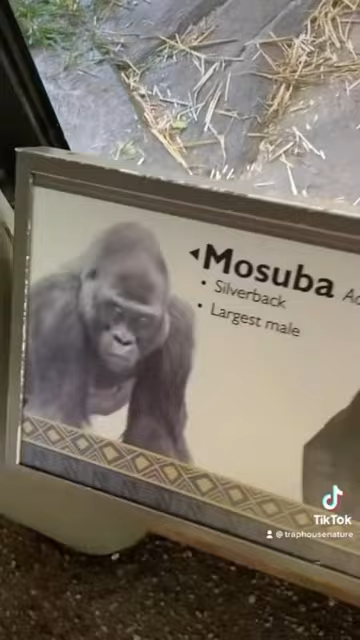 ◄Mosuba
• Silverback
• Largest male
TikTok
@traphousenature